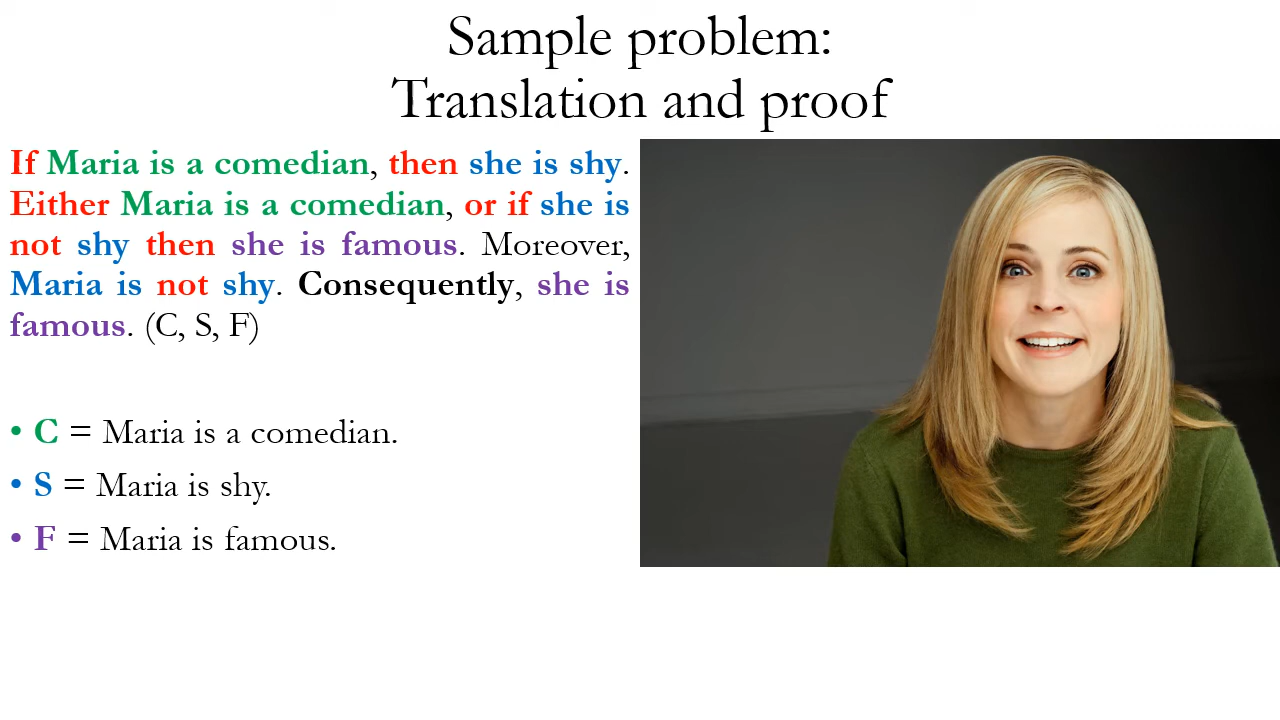 Sample problem:
Translation and proof
If Maria is a comedian, then she is shy.
Either Maria is a comedian, or if she is
not shy then she is famous. Moreover,
Maria is not shy. Consequently, she is
famous. (C, S, F)
• C = Maria is a comedian.
• S = Maria is shy.
• F = Maria is famous.